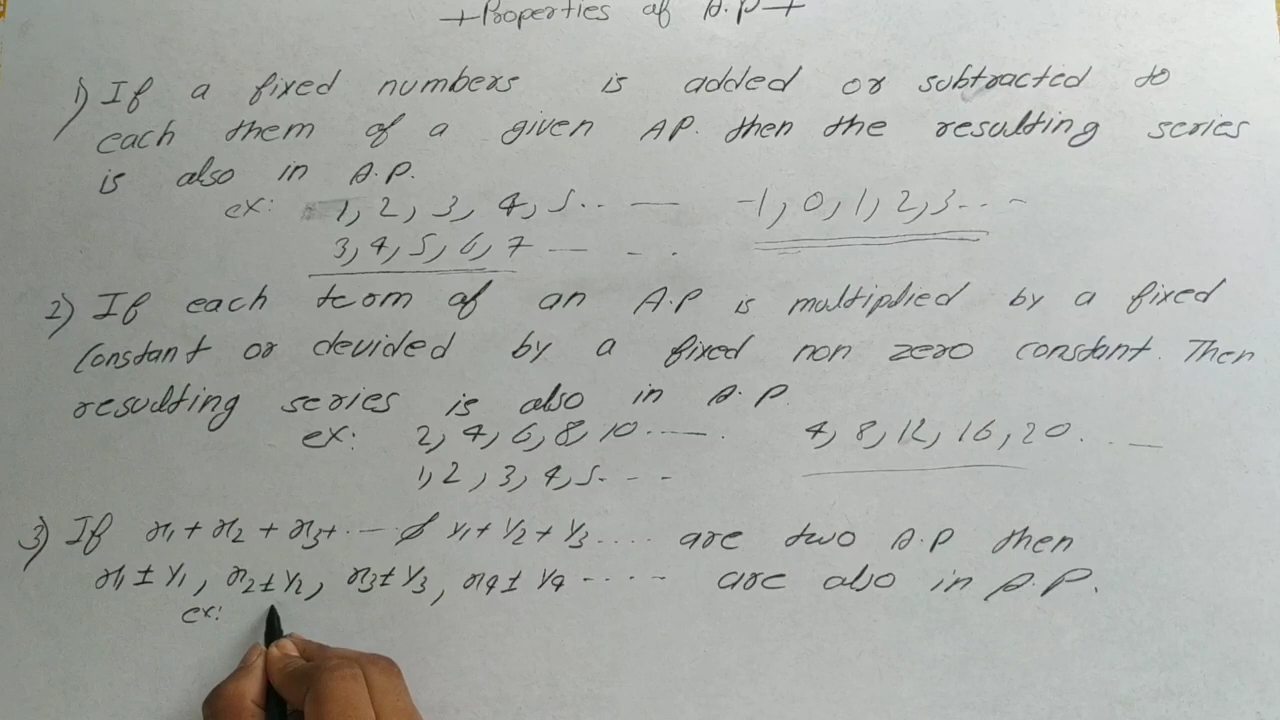 Properties of A.P
1) If a fixed numbers is added or subtracted to
each them of a given AP. then the resulting series
is also in A.P.
ex: 1, 2, 3, 4, 5.. — -1, 0, 1, 2, 3... -
3, 4, 5, 6, 7 — - . .
2) If each term of an A.P is multiplied by a fixed
constant or devided by a fixed non zero constant. Then
resulting series is also in A.P.
ex: 2, 4, 6, 8, 10...... 4, 8, 12, 16, 20. . . —
1, 2, 3, 4, 5. - - -
3) If x₁ + x₂ + x₃+.-- & y₁ + y₂ + y₃.... are two A.P then
x₁ ± y₁, x₂ ± y₂, x₃ ± y₃, x₄ ± y₄ ----- are also in A.P.
ex: